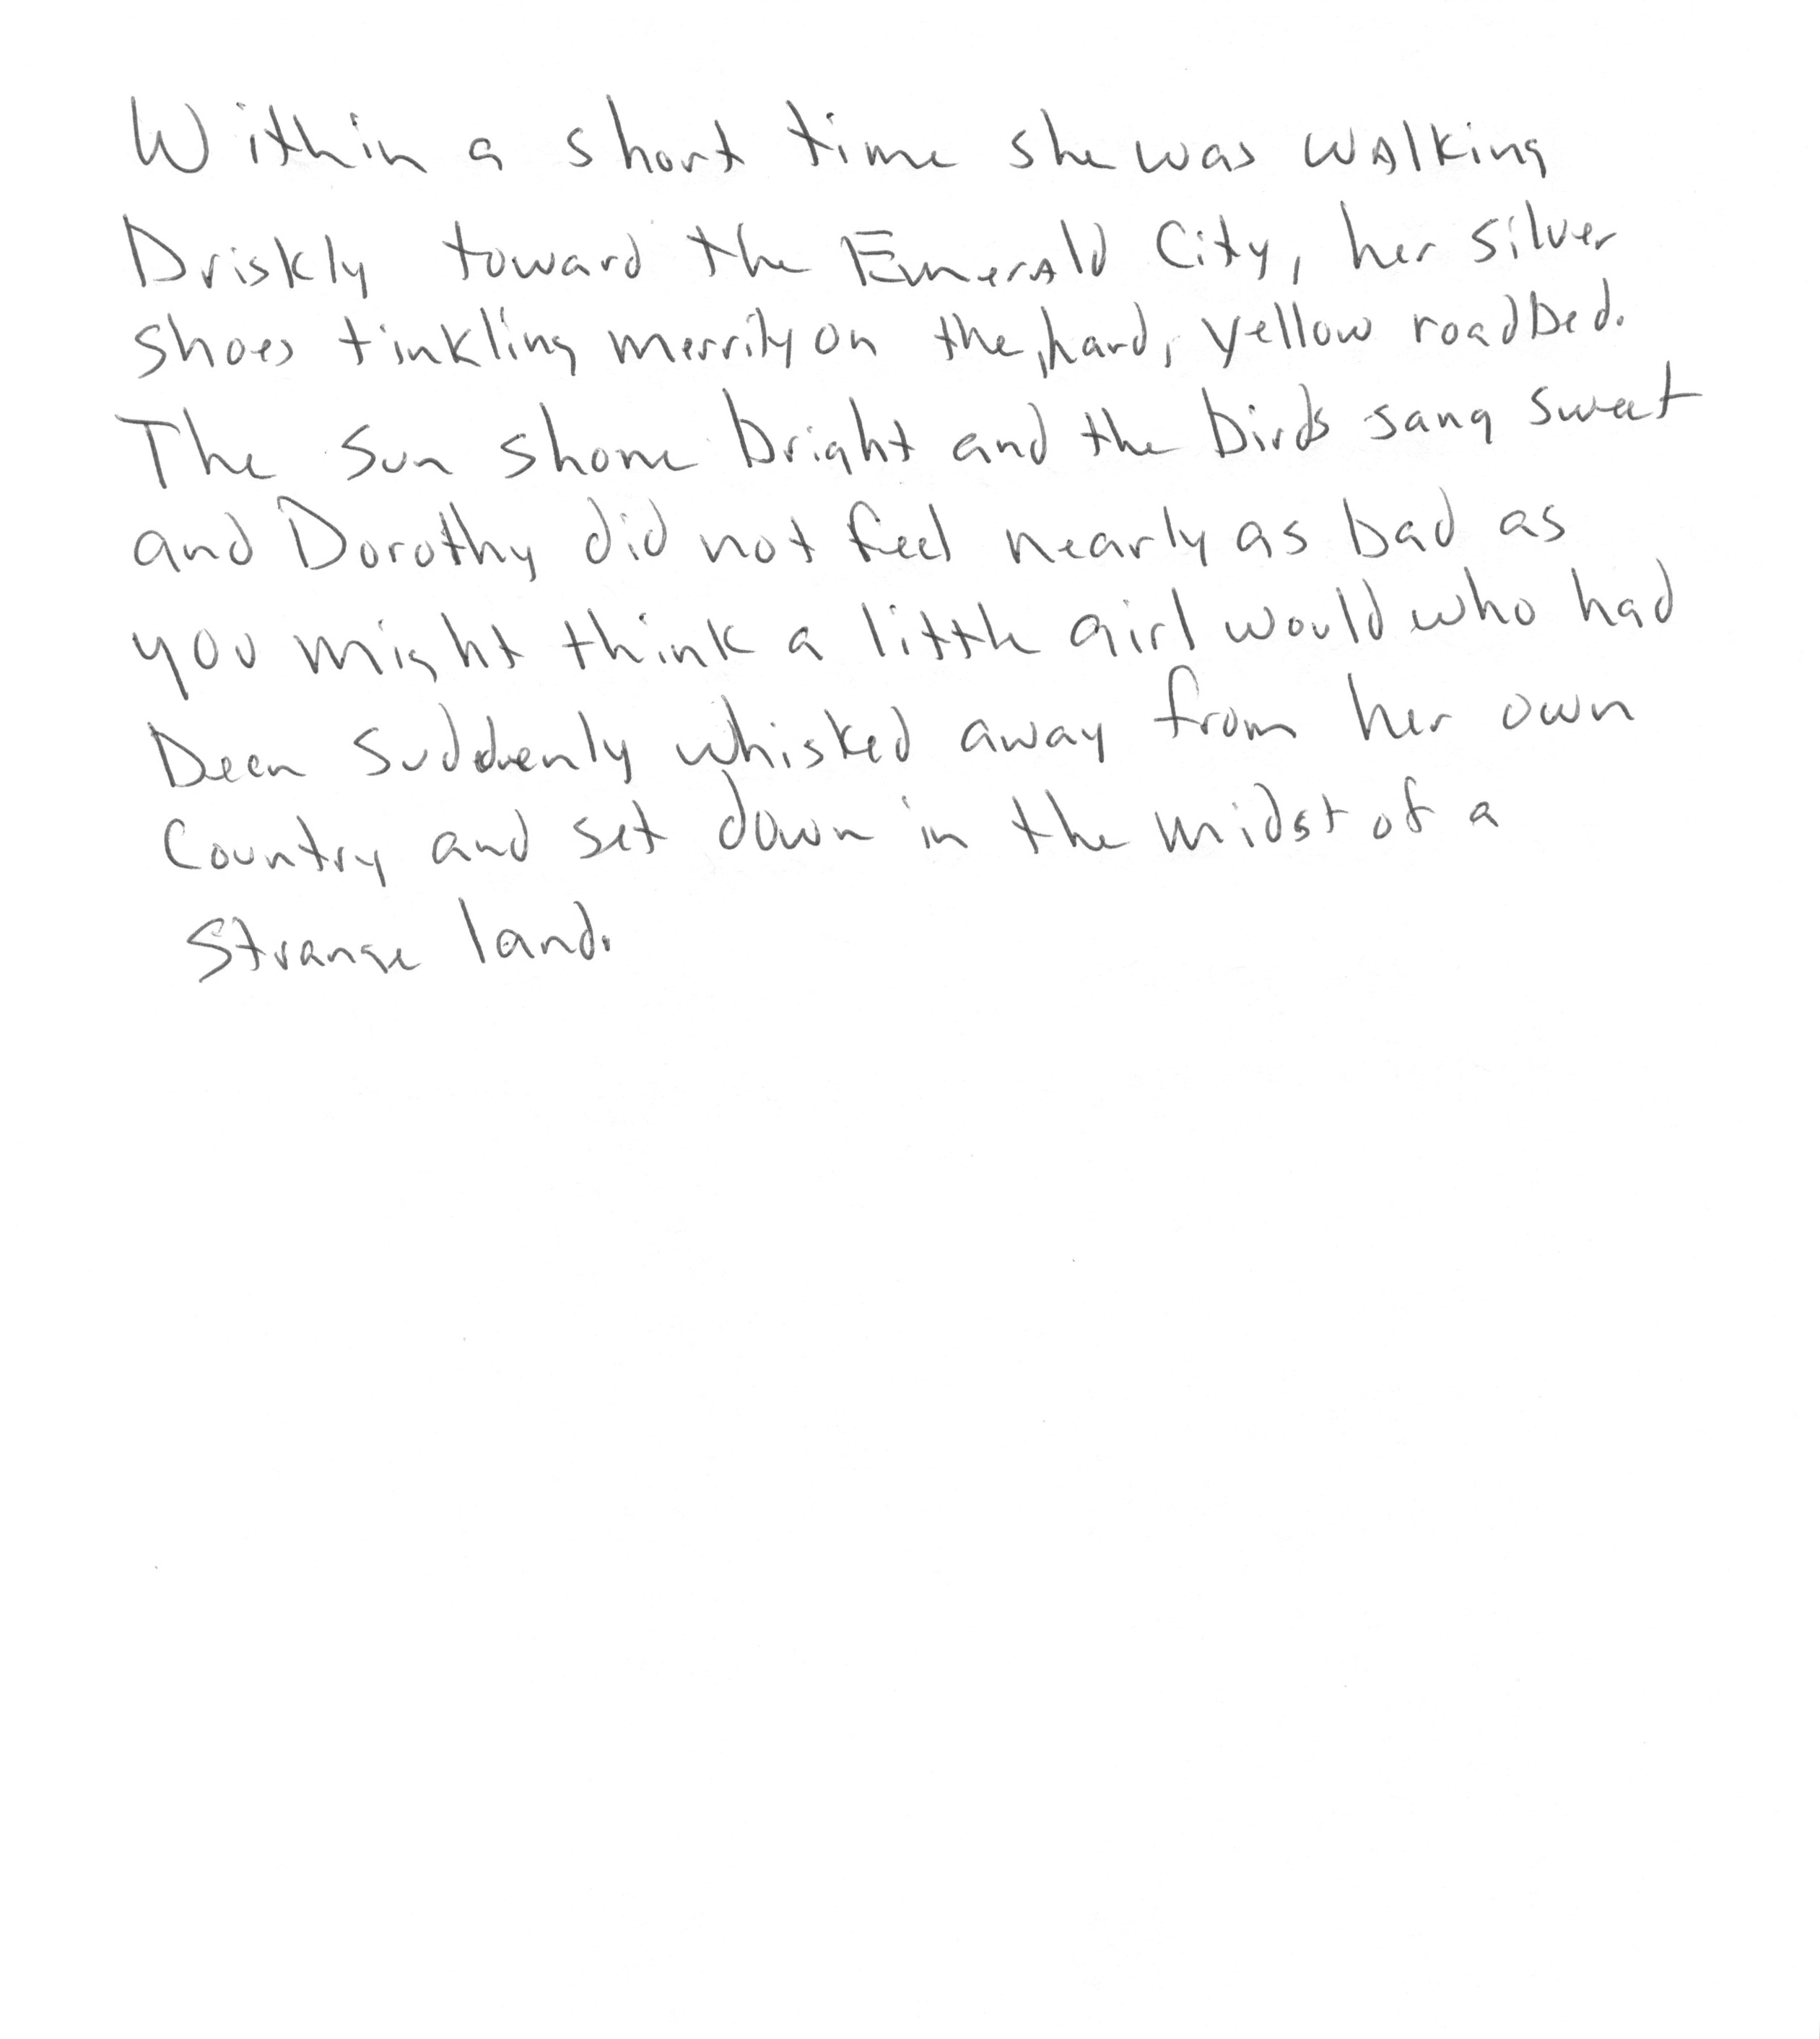 Within a short time she was walking
briskly toward the Emerald City, her silver
shoes tinkling merrily on the hard, yellow roadbed.
The sun shone bright and the birds sang sweet
and Dorothy did not feel nearly as bad as
you might think a little girl would who had
been suddenly whisked away from her own
country and set down in the midst of a
strange land.